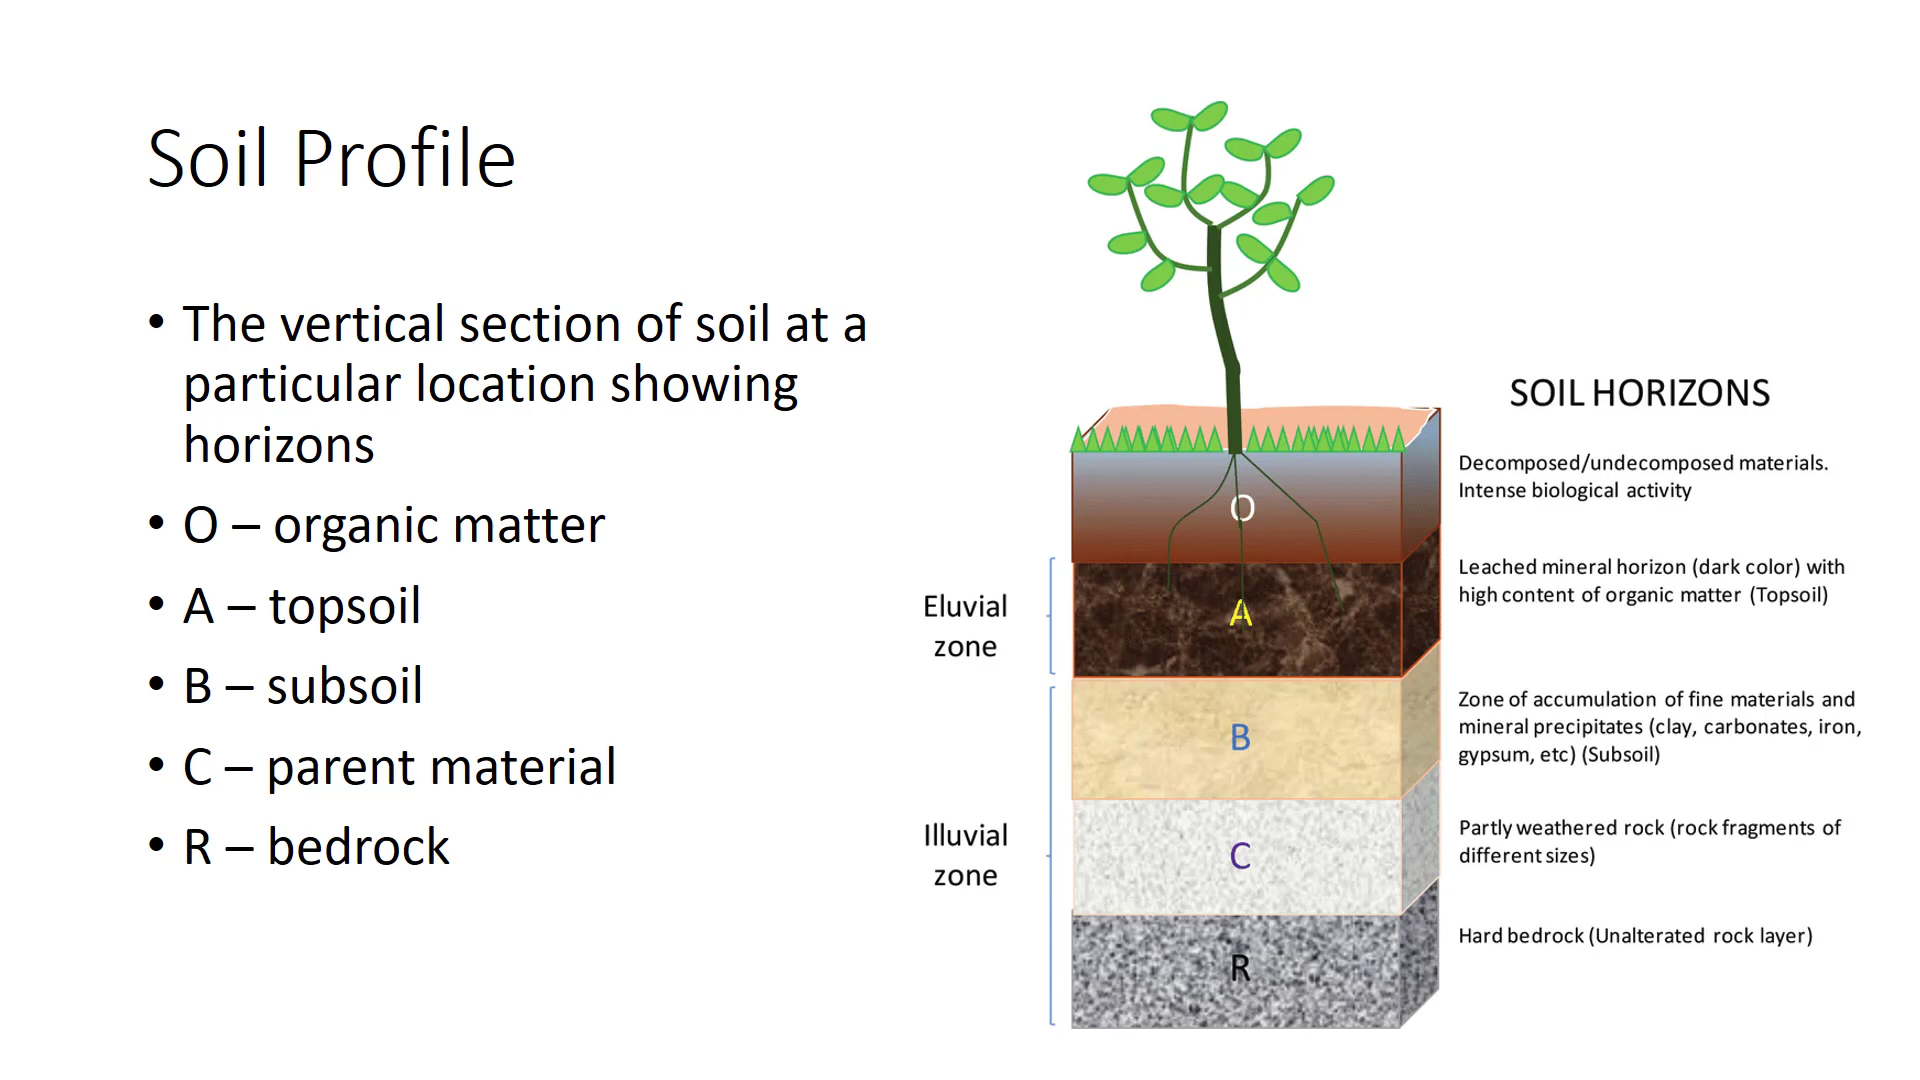 Soil Profile
• The vertical section of soil at a
particular location showing
horizons
• O – organic matter
• A – topsoil
• B – subsoil
• C – parent material
• R – bedrock
Eluvial
zone
Illuvial
zone
O
A
B
C
R
SOIL HORIZONS
Decomposed/undecomposed materials.
Intense biological activity
Leached mineral horizon (dark color) with
high content of organic matter (Topsoil)
Zone of accumulation of fine materials and
mineral precipitates (clay, carbonates, iron,
gypsum, etc) (Subsoil)
Partly weathered rock (rock fragments of
different sizes)
Hard bedrock (Unalterated rock layer)